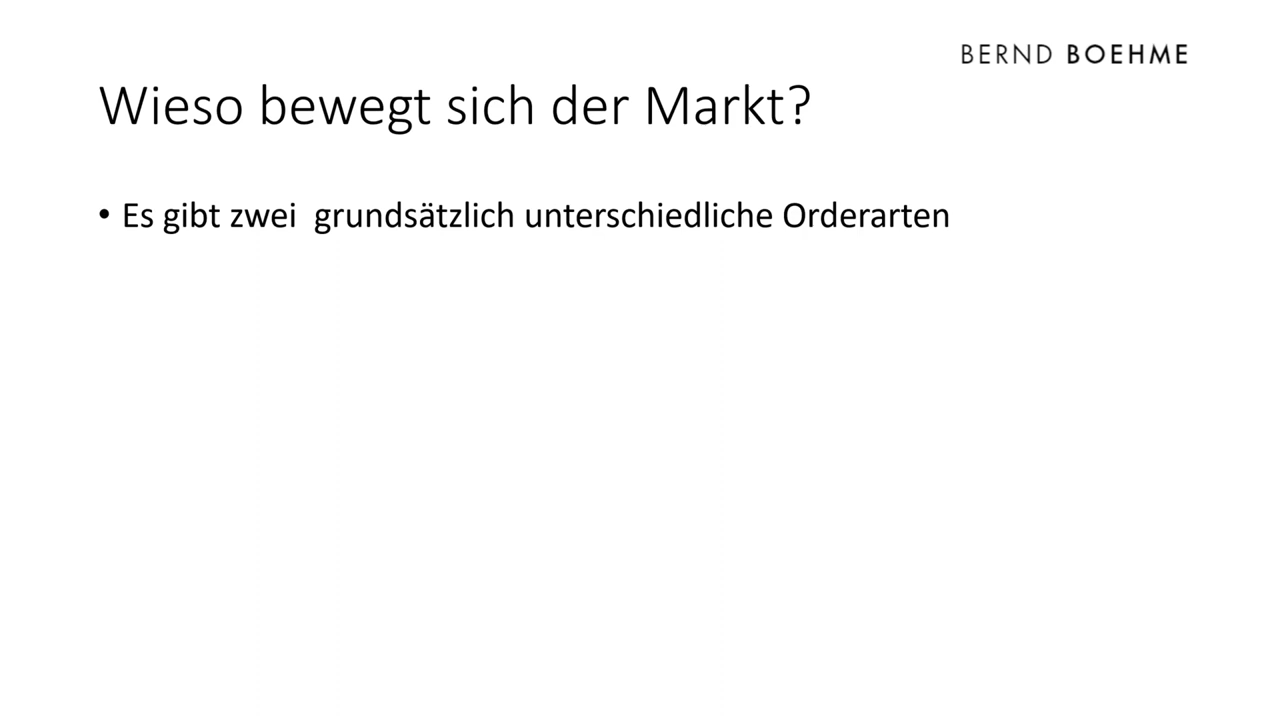 BERND BOEHME
Wieso bewegt sich der Markt?
• Es gibt zwei  grundsätzlich unterschiedliche Orderarten